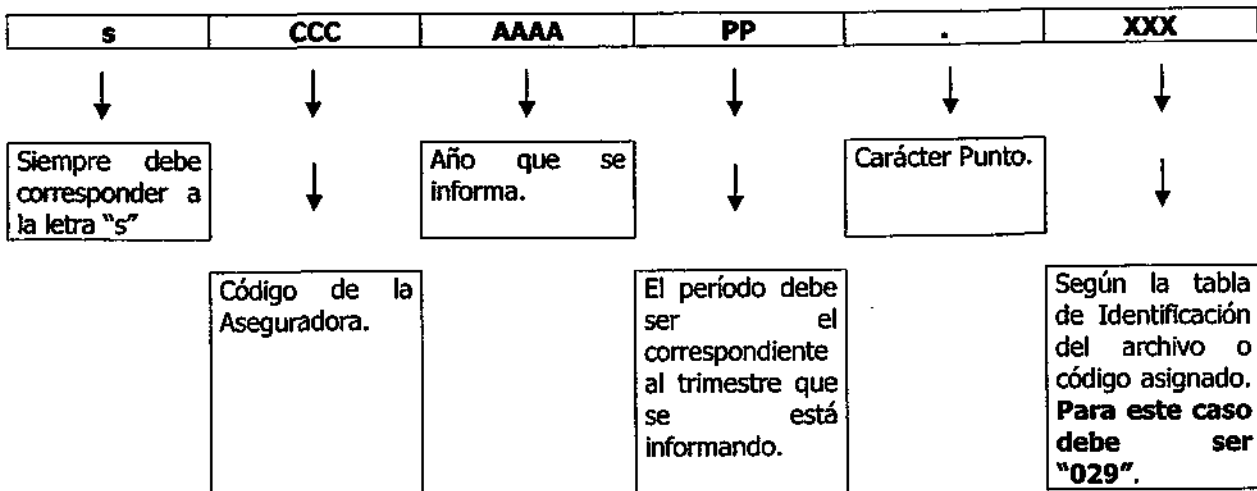 s CCC AAAA PP . XXX
Siempre debe
corresponder a
la letra "s"
Año que se
informa.
Carácter Punto.
Código de la
Aseguradora.
El período debe
ser el
correspondiente
al trimestre que
se está
informando.
Según la tabla
de Identificación
del archivo o
código asignado.
Para este caso
debe ser
"029".